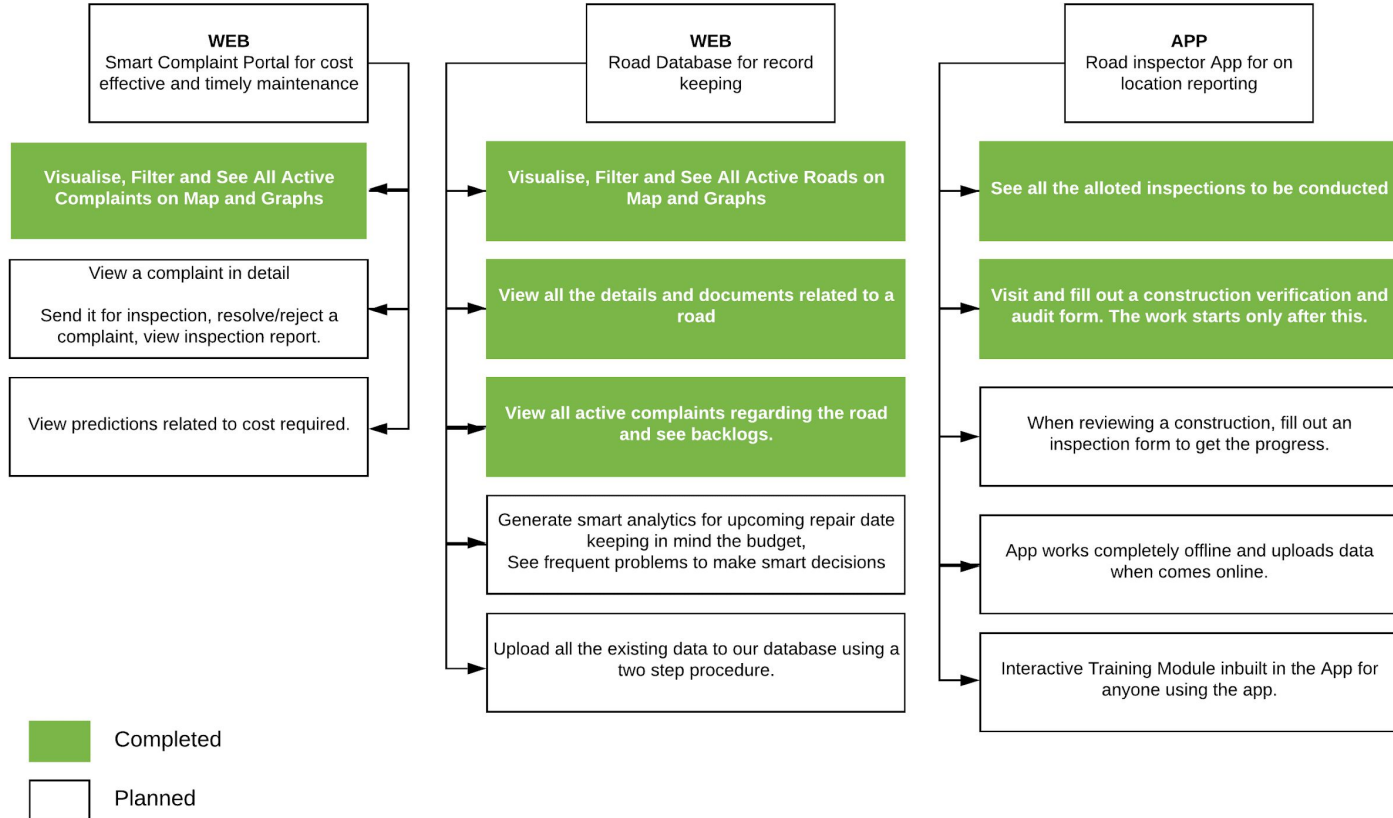 WEB
Smart Complaint Portal for cost
effective and timely maintenance
Visualise, Filter and See All Active
Complaints on Map and Graphs
View a complaint in detail
Send it for inspection, resolve/reject a
complaint, view inspection report.
View predictions related to cost required.
WEB
Road Database for record
keeping
Visualise, Filter and See All Active Roads on
Map and Graphs
View all the details and documents related to a
road
View all active complaints regarding the road
and see backlogs.
Generate smart analytics for upcoming repair date
keeping in mind the budget,
See frequent problems to make smart decisions
Upload all the existing data to our database using a
two step procedure.
APP
Road inspector App for on
location reporting
See all the alloted inspections to be conducted
Visit and fill out a construction verification and
audit form. The work starts only after this.
When reviewing a construction, fill out an
inspection form to get the progress.
App works completely offline and uploads data
when comes online.
Interactive Training Module inbuilt in the App for
anyone using the app.
Completed
Planned